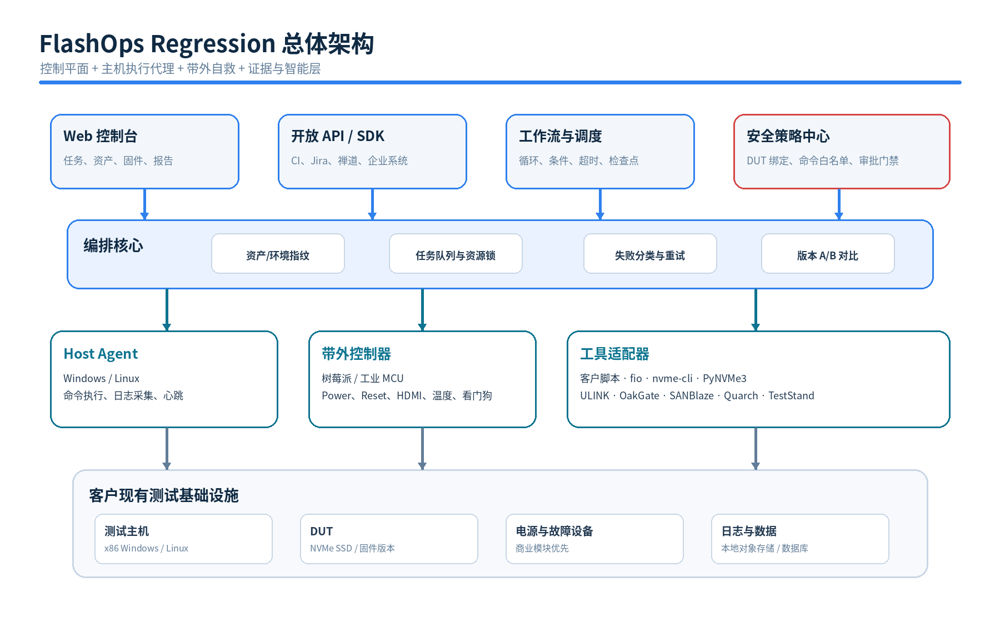 FlashOps Regression 总体架构
控制平面 + 主机执行代理 + 带外自救 + 证据与智能层
Web 控制台
任务、资产、固件、报告
开放 API / SDK
CI、Jira、禅道、企业系统
工作流与调度
循环、条件、超时、检查点
安全策略中心
DUT 绑定、命令白名单、审批门禁
编排核心
资产/环境指纹
任务队列与资源锁
失败分类与重试
版本 A/B 对比
Host Agent
Windows / Linux
命令执行、日志采集、心跳
带外控制器
树莓派 / 工业 MCU
Power、Reset、HDMI、温度、看门狗
工具适配器
客户脚本 · fio · nvme-cli · PyNVMe3
ULINK · OakGate · SANBlaze · Quarch · TestStand
客户现有测试基础设施
测试主机
x86 Windows / Linux
DUT
NVMe SSD / 固件版本
电源与故障设备
商业模块优先
日志与数据
本地对象存储 / 数据库